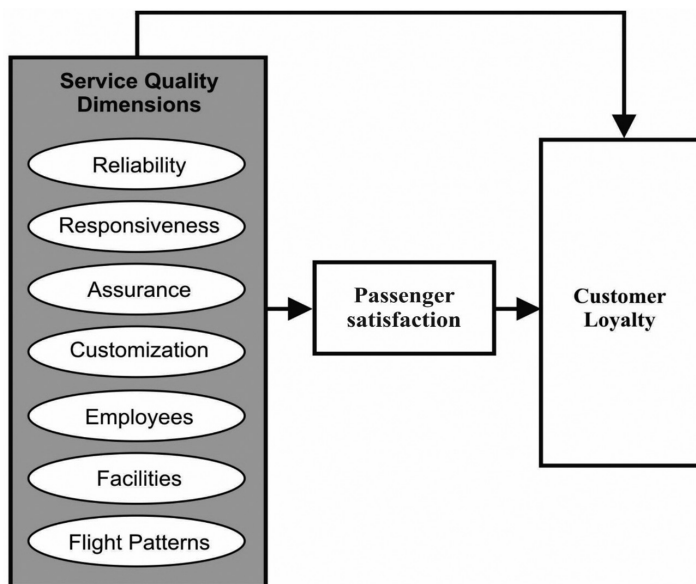 Service Quality
Dimensions
Reliability
Responsiveness
Assurance
Customization
Employees
Facilities
Flight Patterns
Passenger
satisfaction
Customer
Loyalty